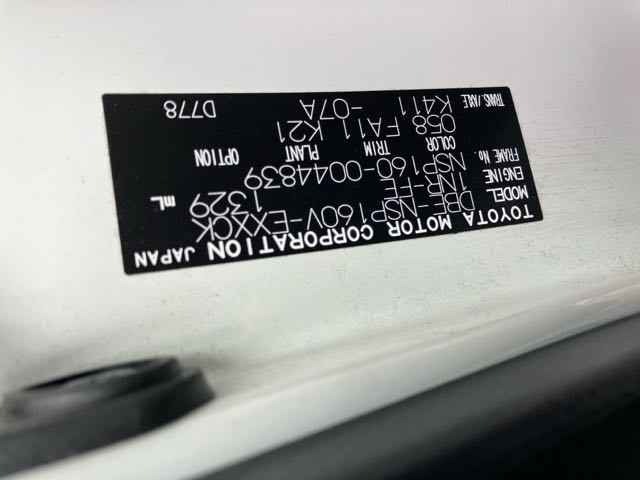 TOYOTA MOTOR CORPORATION JAPAN
MODEL DBE-NSP160V-EXXGK
ENGINE 1NR-FE 1329 mL
FRAME No. NSP160-0044839
COLOR TRIM PLANT OPTION
058 FA11 K21
TRANS./AXLE K411 -07A D778